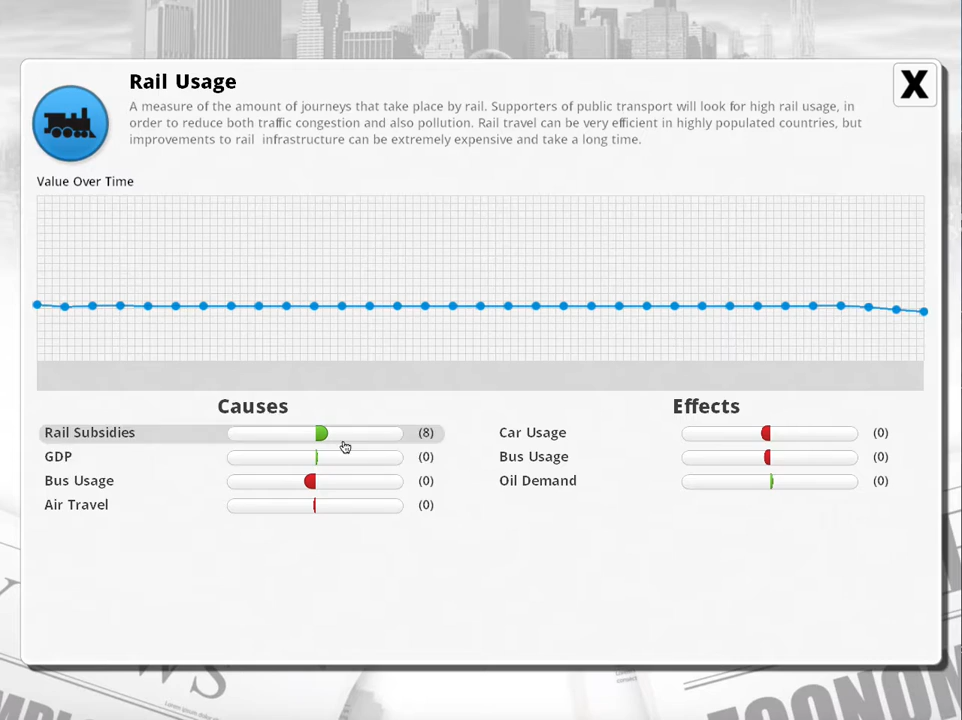 Rail Usage
A measure of the amount of journeys that take place by rail. Supporters of public transport will look for high rail usage, in
order to reduce both traffic congestion and also pollution. Rail travel can be very efficient in highly populated countries, but
improvements to rail infrastructure can be extremely expensive and take a long time.
X
Value Over Time
Causes
Rail Subsidies (8)
GDP (0)
Bus Usage (0)
Air Travel (0)
Effects
Car Usage (0)
Bus Usage (0)
Oil Demand (0)